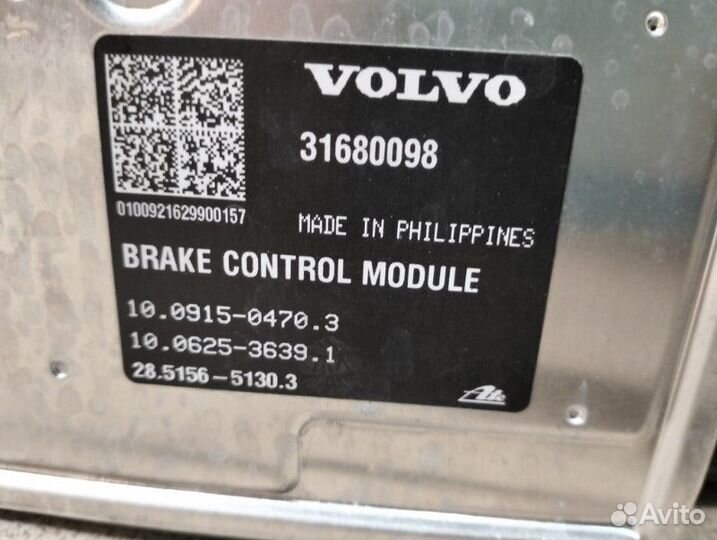 VOLVO
31680098
0100921629900157
MADE IN PHILIPPINES
BRAKE CONTROL MODULE
10.0915-0470.3
10.0625-3639.1
28.5156-5130.3
Ate
Avito